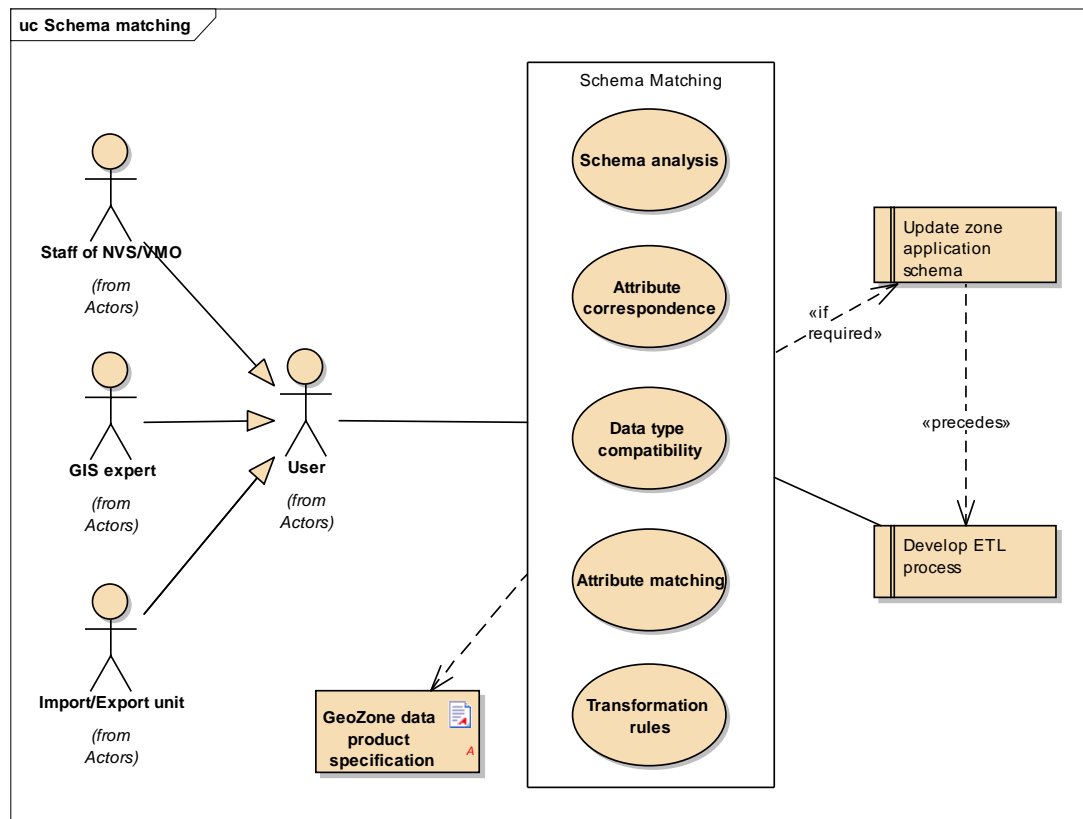 uc Schema matching
Schema Matching
Schema analysis
Attribute
correspondence
Data type
compatibility
Attribute matching
Transformation
rules
Staff of NVS/VMO
(from
Actors)
GIS expert
(from
Actors)
Import/Export unit
(from
Actors)
User
(from
Actors)
GeoZone data
product
specification
A
«if
required»
Update zone
application
schema
«precedes»
Develop ETL
process